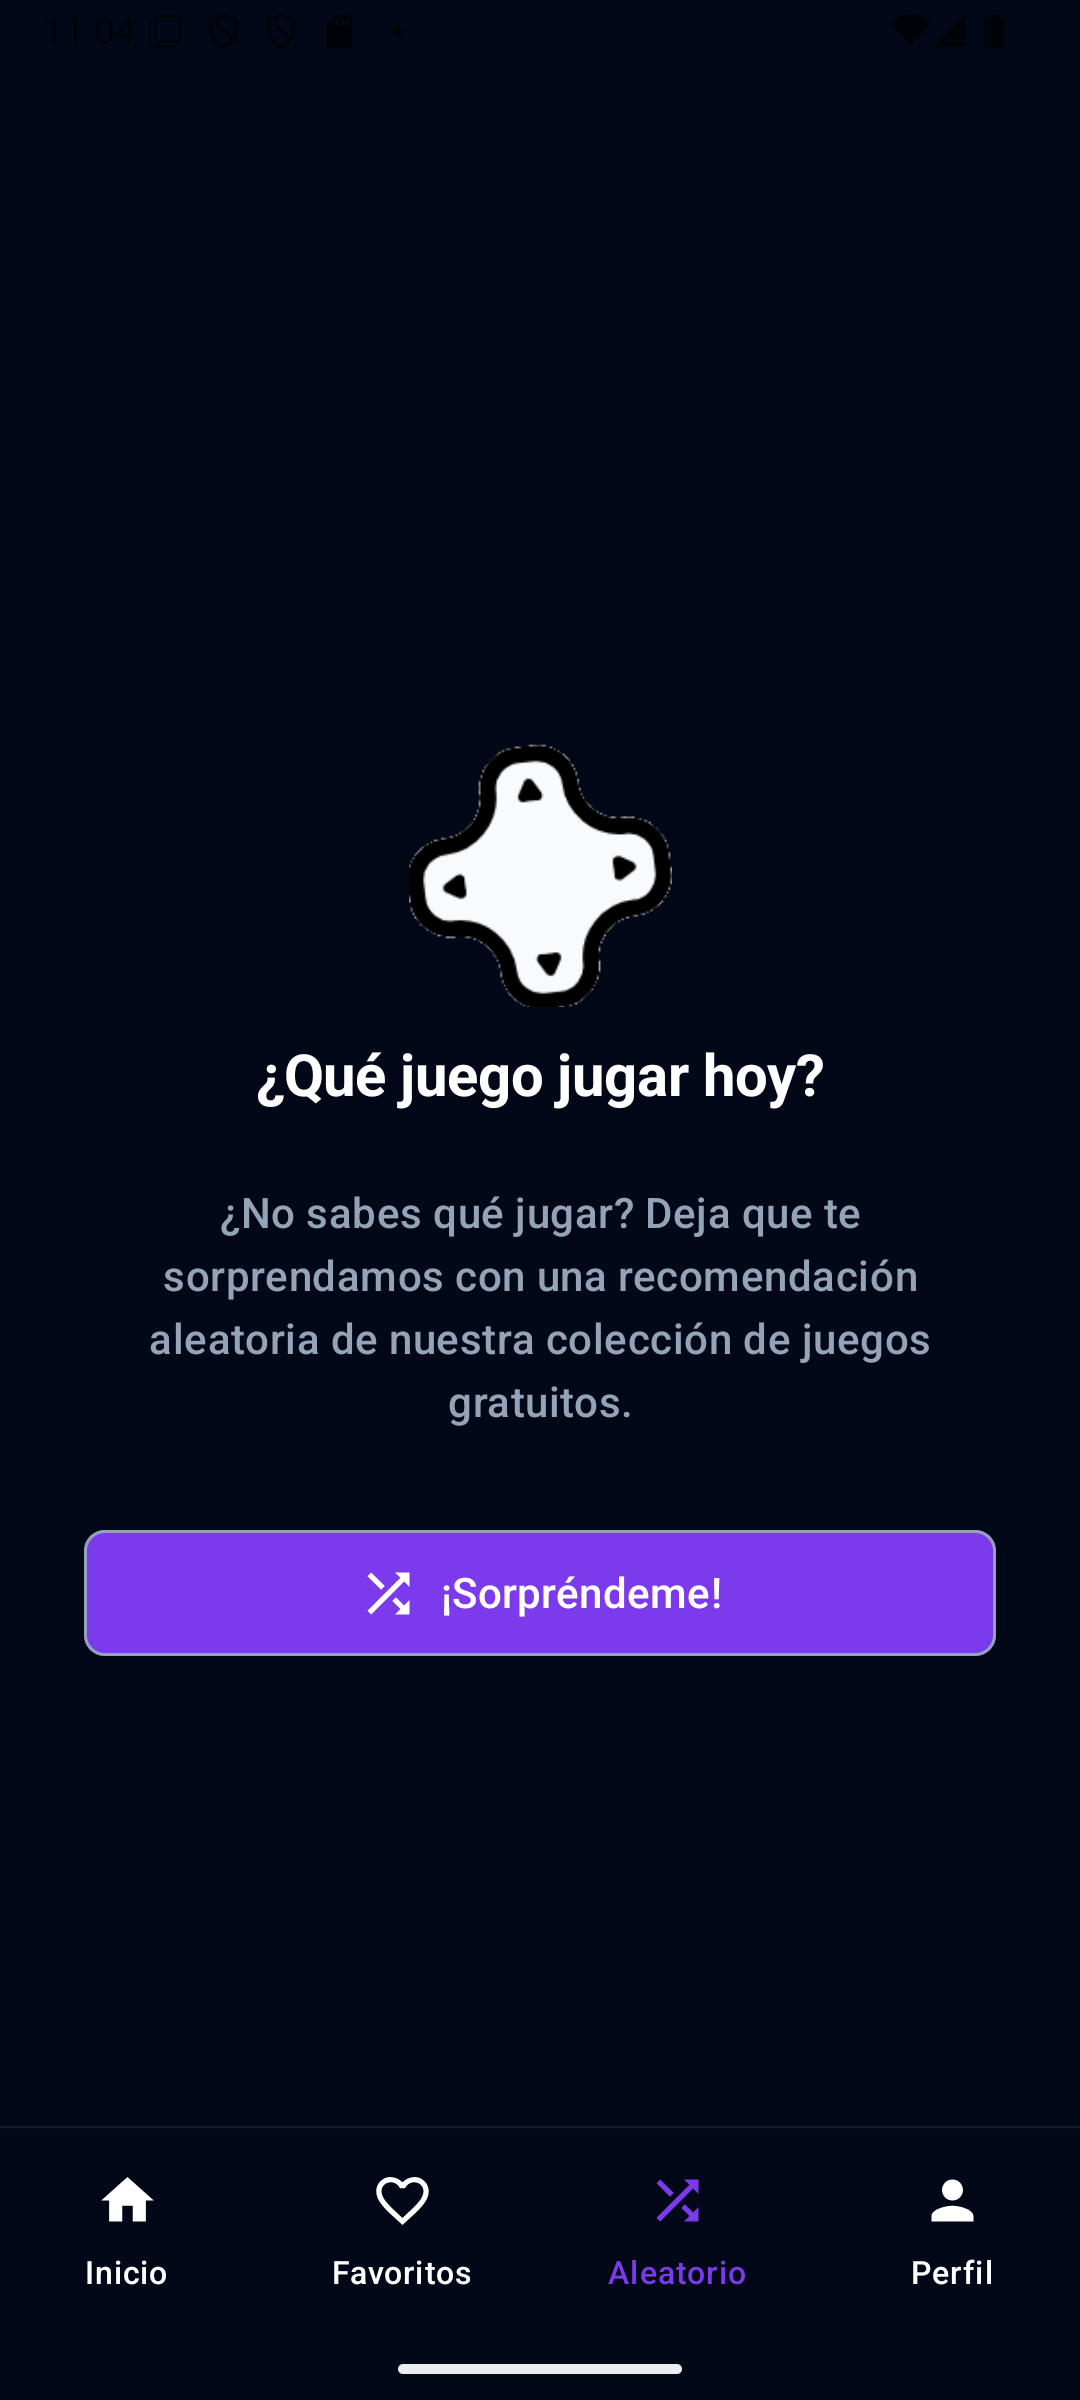 11:04
¿Qué juego jugar hoy?
¿No sabes qué jugar? Deja que te
sorprendamos con una recomendación
aleatoria de nuestra colección de juegos
gratuitos.
¡Sorpréndeme!
Inicio
Favoritos
Aleatorio
Perfil